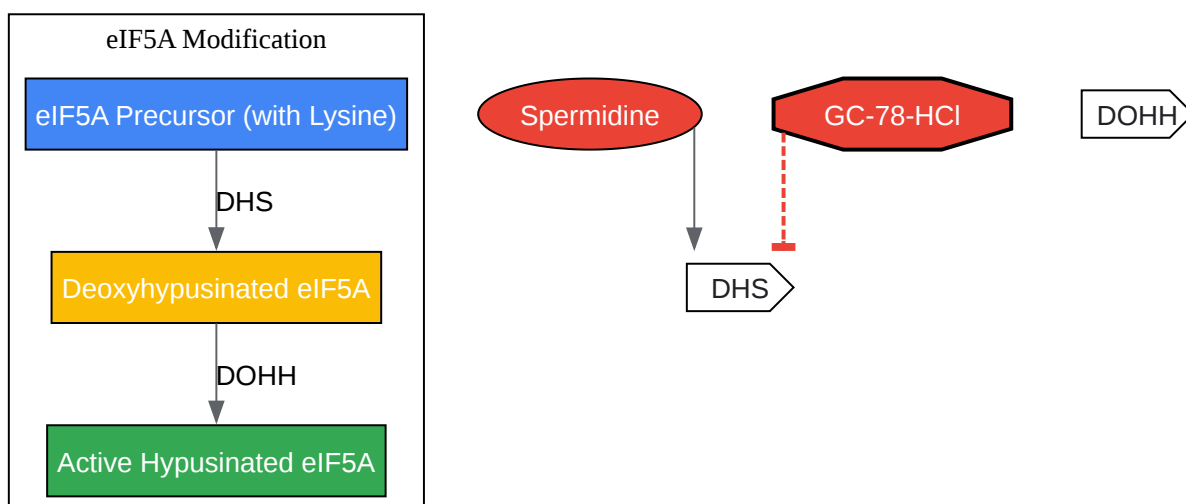 eIF5A Modification
eIF5A Precursor (with Lysine)
DHS
Deoxyhypusinated eIF5A
DOHH
Active Hypusinated eIF5A
Spermidine
GC-78-HCl
DOHH
DHS